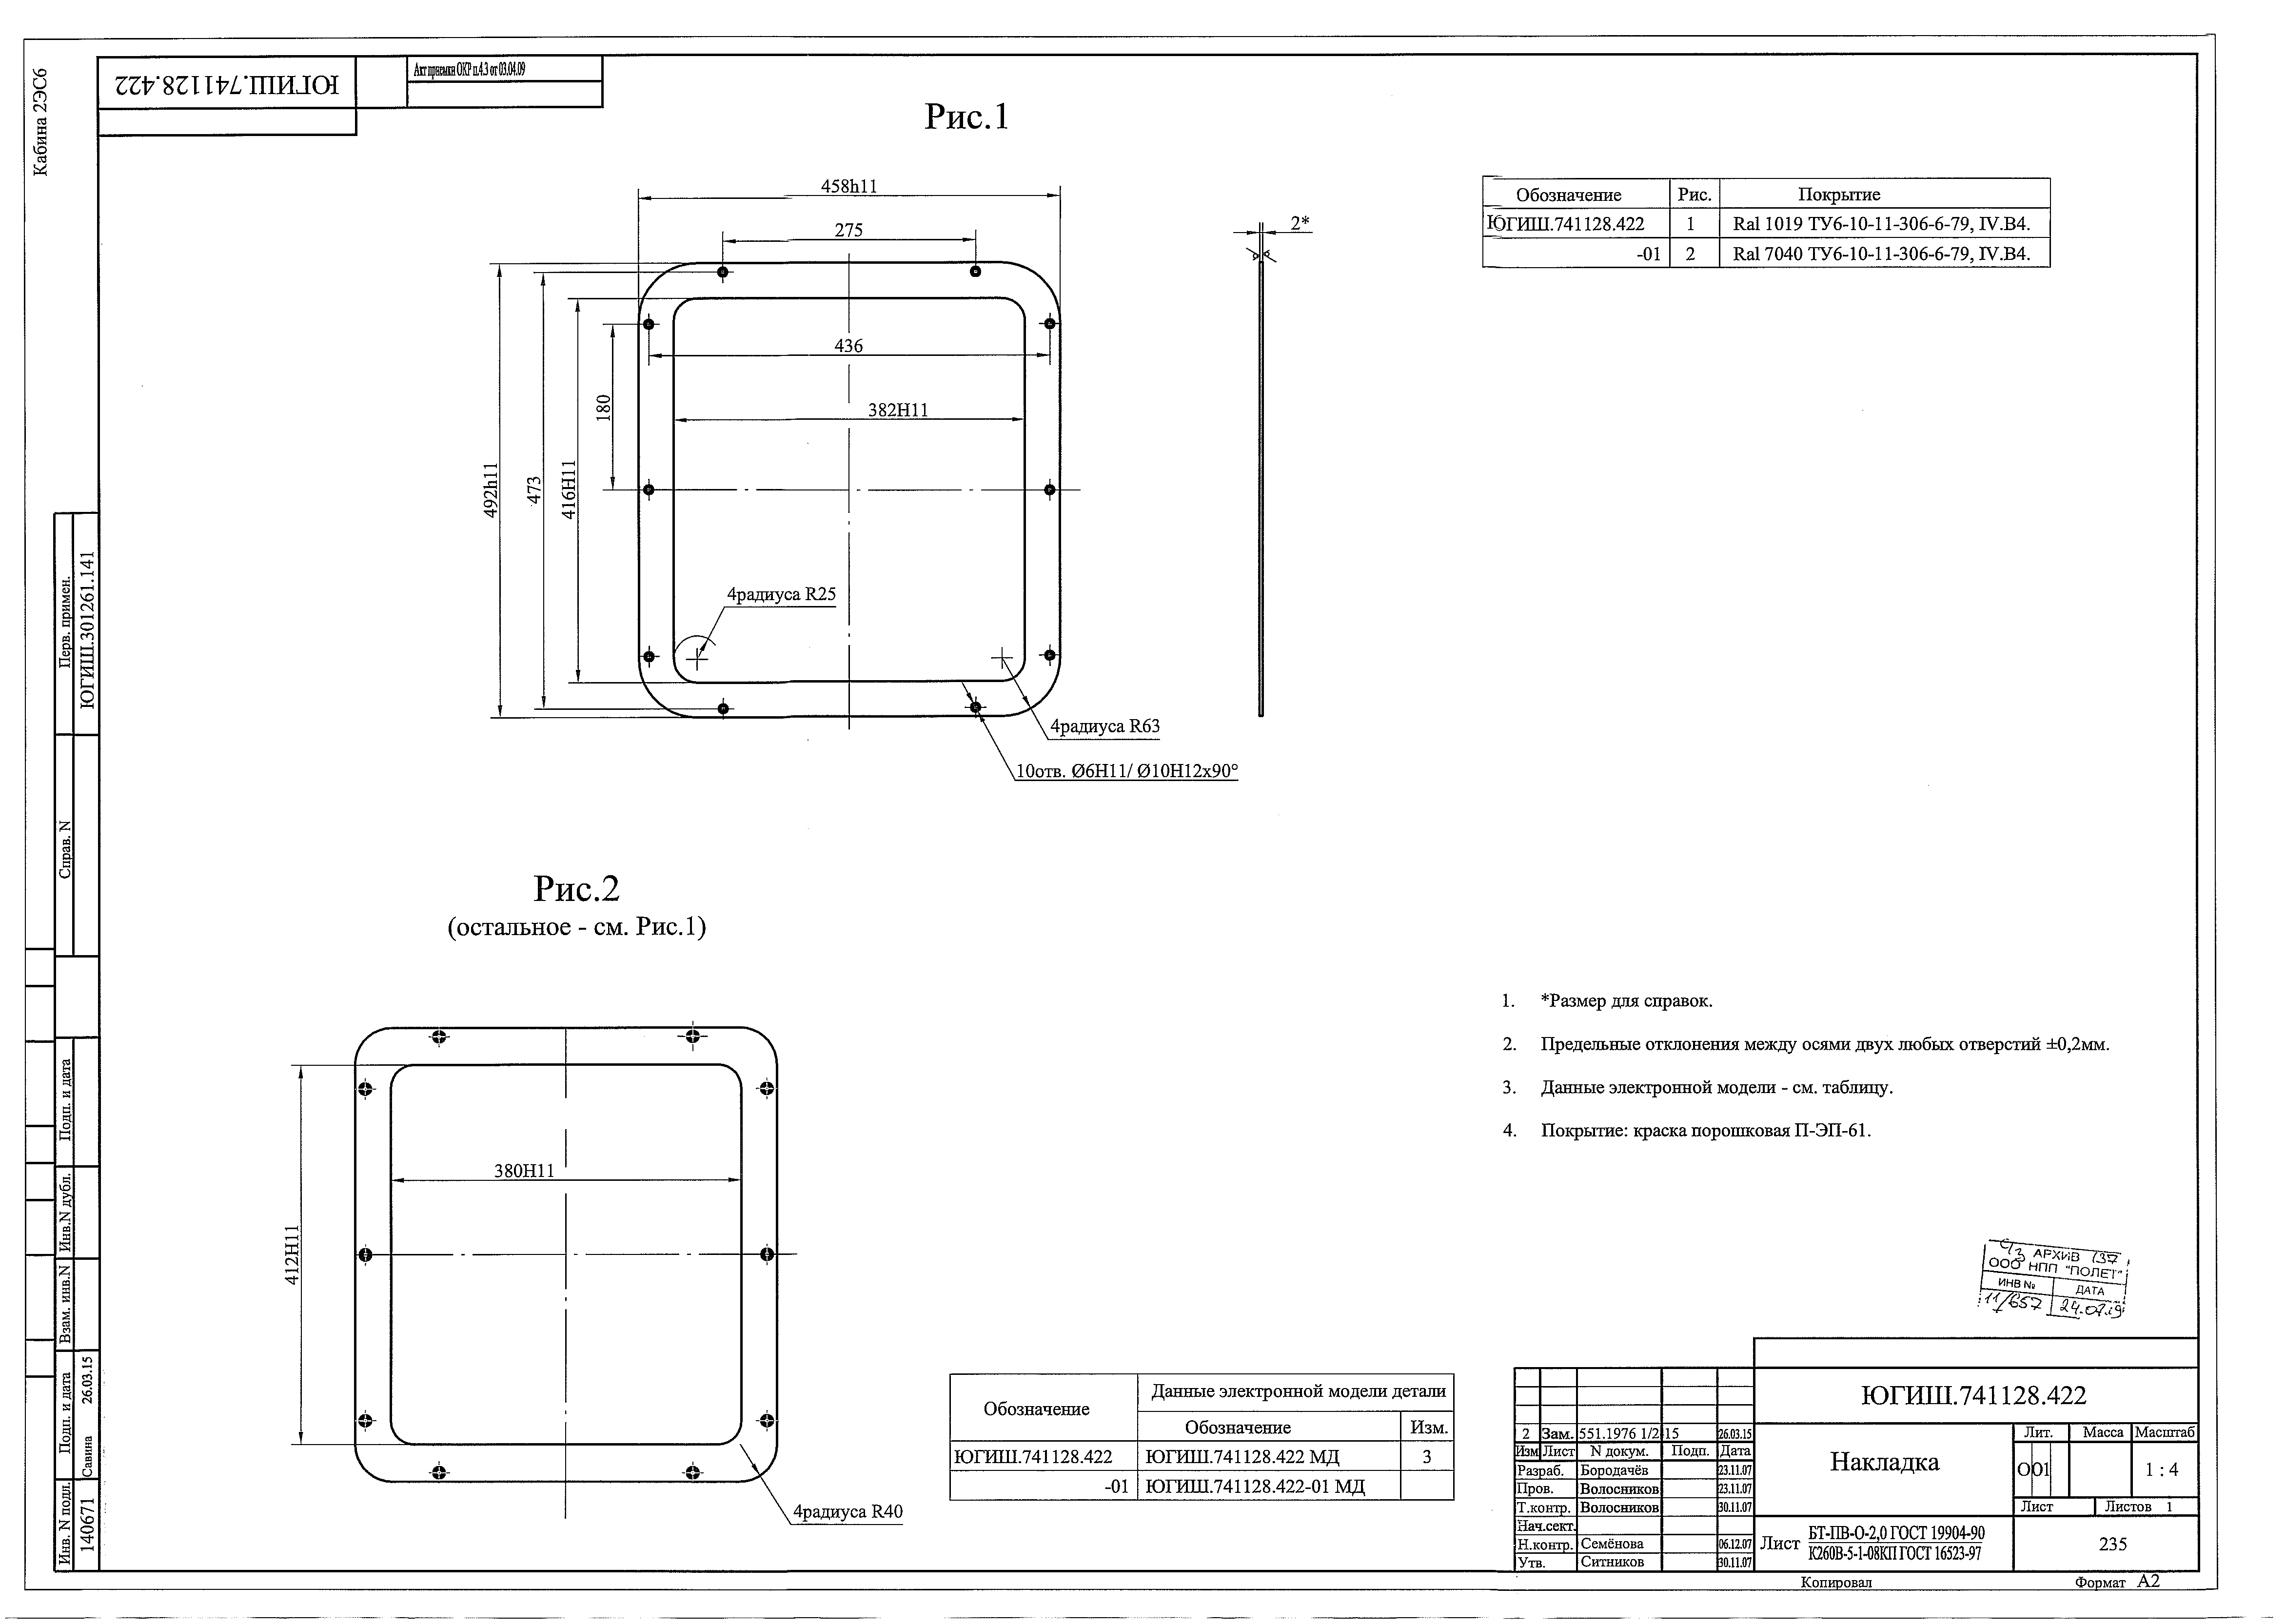 Кабина 2ЭС6
ЮГИШ.741128.422
Акт приемки ОКР п.4.3 от 03.04.09
Рис.1
458h11
275
2*
436
382Н11
180
492h11
473
416Н11
4радиуса R25
4радиуса R63
10отв. Ø6Н11/ Ø10Н12х90°
Обозначение Рис. Покрытие
ЮГИШ.741128.422 1 Ral 1019 ТУ6-10-11-306-6-79, IV.В4.
-01 2 Ral 7040 ТУ6-10-11-306-6-79, IV.В4.
Перв. примен.
ЮГИШ.301261.141
Справ. N
Рис.2
(остальное - см. Рис.1)
380Н11
412Н11
4радиуса R40
1. *Размер для справок.
2. Предельные отклонения между осями двух любых отверстий ±0,2мм.
3. Данные электронной модели - см. таблицу.
4. Покрытие: краска порошковая П-ЭП-61.
Подп. и дата
Инв.N дубл.
Взам. инв.N
Подп. и дата
Савина 26.03.15
Инв. N подл.
140671
АРХИВ 137
ООО НПП "ПОЛЕТ"
ИНВ № ДАТА
11/657 24.07.19
Обозначение Данные электронной модели детали
Обозначение Изм.
ЮГИШ.741128.422 ЮГИШ.741128.422 МД 3
-01 ЮГИШ.741128.422-01 МД
ЮГИШ.741128.422
2 Зам. 551.1976 1/2 15 26.03.15
Изм Лист N докум. Подп. Дата
Разраб. Бородачёв 23.11.07
Пров. Волосников 23.11.07
Т.контр. Волосников 30.11.07
Нач.сект.
Н.контр. Семёнова 06.12.07
Утв. Ситников 30.11.07
Накладка
Лит. Масса Масштаб
О О1 1 : 4
Лист Листов 1
Лист БТ-ПВ-О-2,0 ГОСТ 19904-90
К260В-5-1-08КП ГОСТ 16523-97
235
Копировал Формат А2